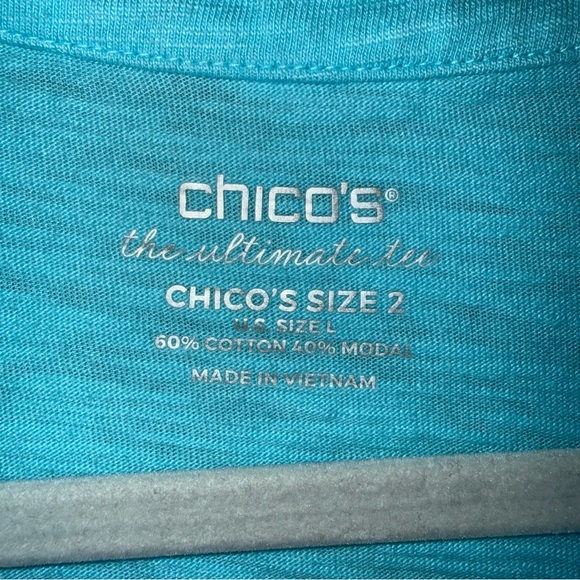 chico's®
the ultimate tee
CHICO'S SIZE 2
U.S. SIZE L
60% COTTON 40% MODAL
MADE IN VIETNAM